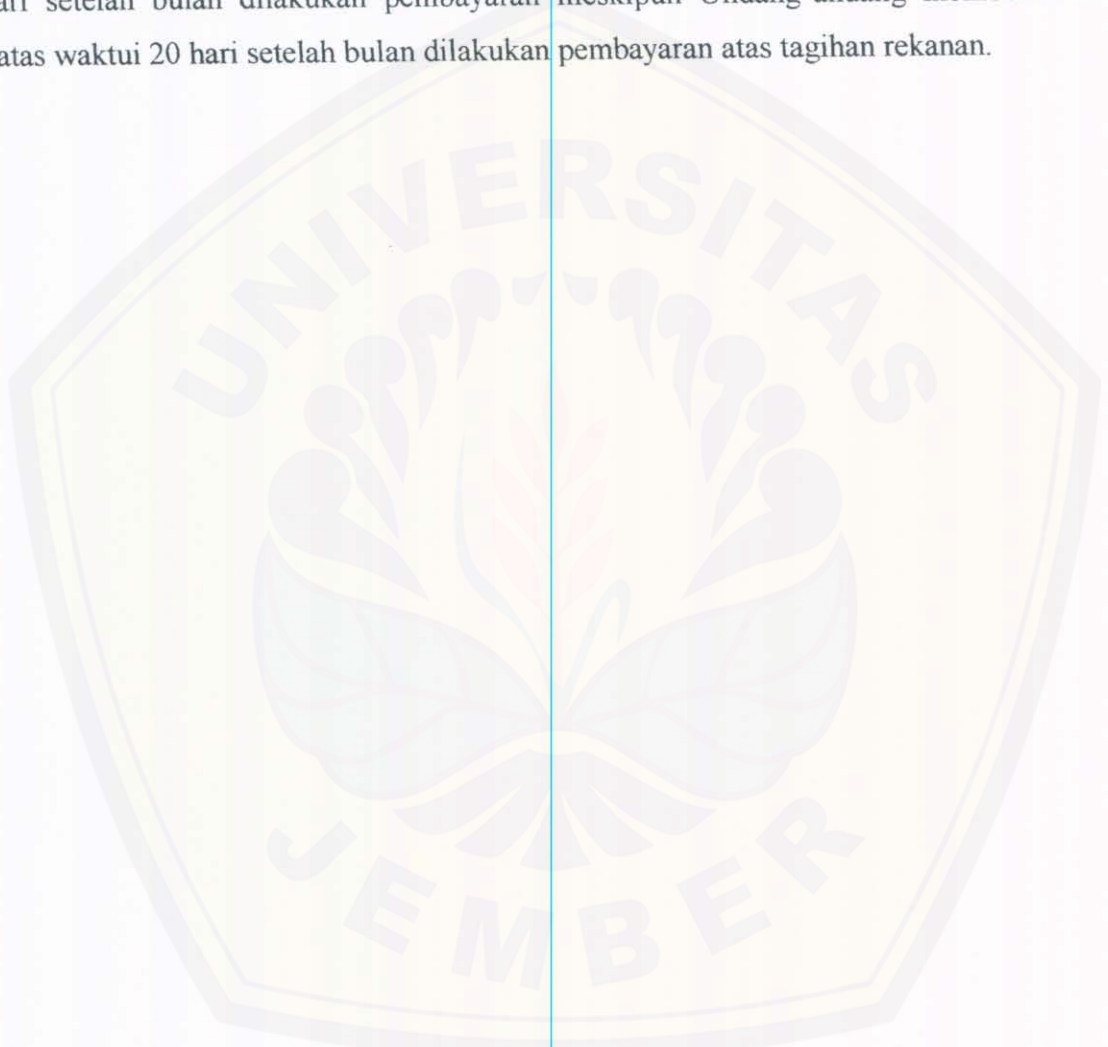 setelah bulan dilakukan pembayaran meskipun
atas waktui 20 hari setelah bulan dilakukan pembayaran atas tagihan rekanan.
UNIVERSITAS
JEMBER